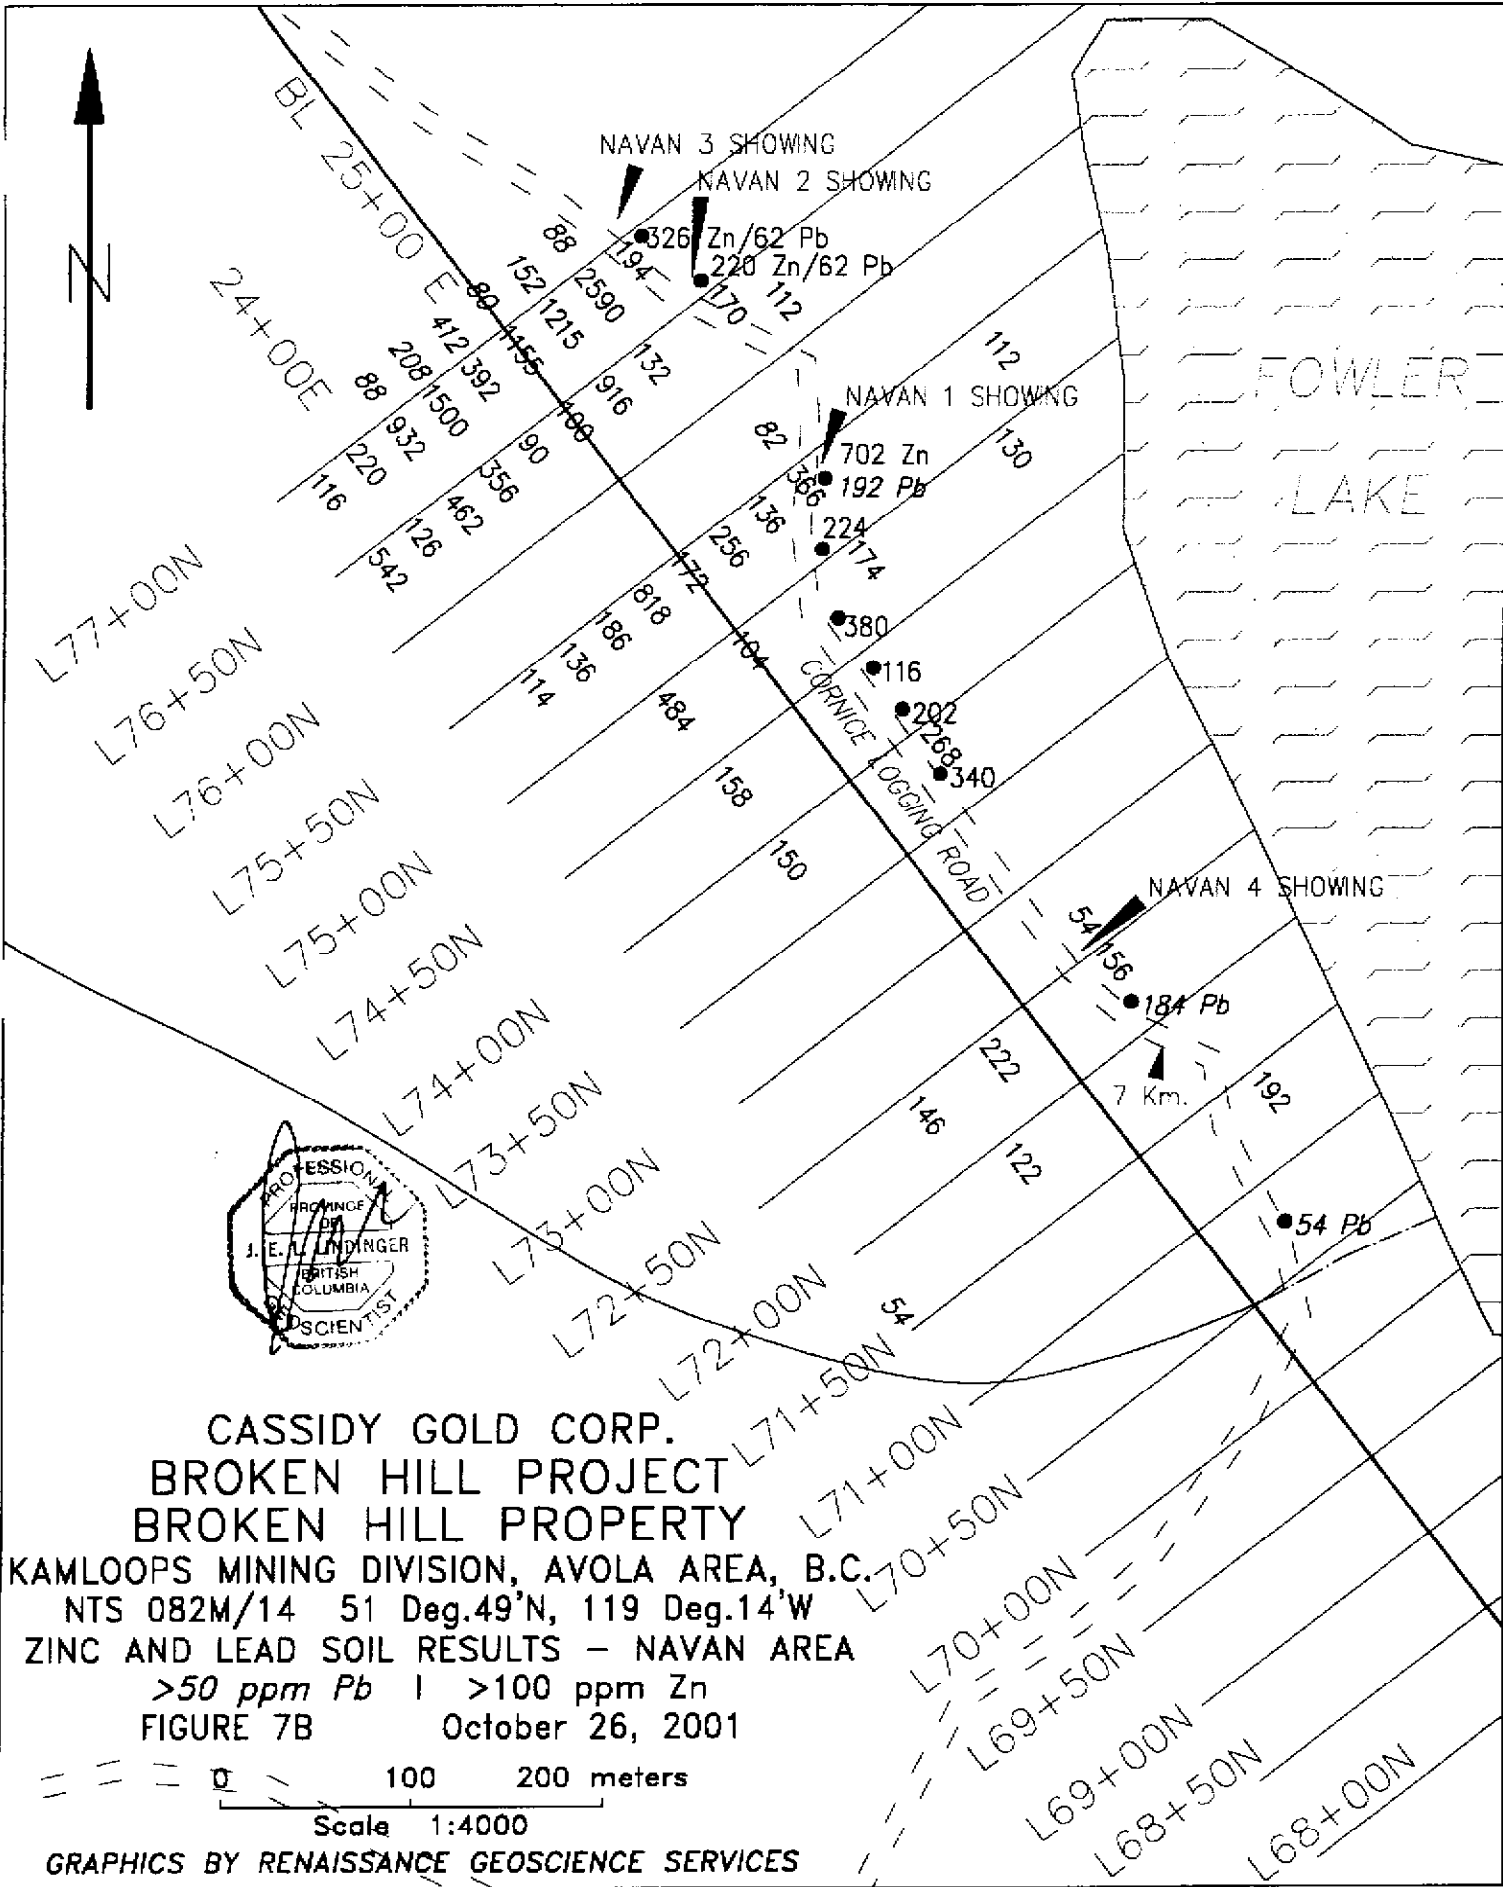 N
BL 25+00 E
24+00E
NAVAN 3 SHOWING
NAVAN 2 SHOWING
326 Zn/62 Pb
220 Zn/62 Pb
88
194
152
2590
170
112
80
1215
412
1155
132
112
208
392
916
88
1500
100
932
90
82
130
220
356
366
116
462
136
126
256
174
542
172
818
186
104
136
114
484
158
150
NAVAN 1 SHOWING
702 Zn
192 Pb
224
380
116
202
268
340
CORNICE LOGGING ROAD
FOWLER
LAKE
NAVAN 4 SHOWING
54
156
184 Pb
7 Km.
222
192
146
122
54 Pb
54
L77+00N
L76+50N
L76+00N
L75+50N
L75+00N
L74+50N
L74+00N
L73+50N
L73+00N
L72+50N
L72+00N
L71+50N
L71+00N
L70+50N
L70+00N
L69+50N
L69+00N
L68+50N
L68+00N
PROFESSIONAL
PROVINCE
OF
J. E. L. LINDINGER
BRITISH
COLUMBIA
GEOSCIENTIST
CASSIDY GOLD CORP.
BROKEN HILL PROJECT
BROKEN HILL PROPERTY
KAMLOOPS MINING DIVISION, AVOLA AREA, B.C.
NTS 082M/14 51 Deg.49'N, 119 Deg.14'W
ZINC AND LEAD SOIL RESULTS – NAVAN AREA
>50 ppm Pb | >100 ppm Zn
FIGURE 7B October 26, 2001
0 100 200 meters
Scale 1:4000
GRAPHICS BY RENAISSANCE GEOSCIENCE SERVICES